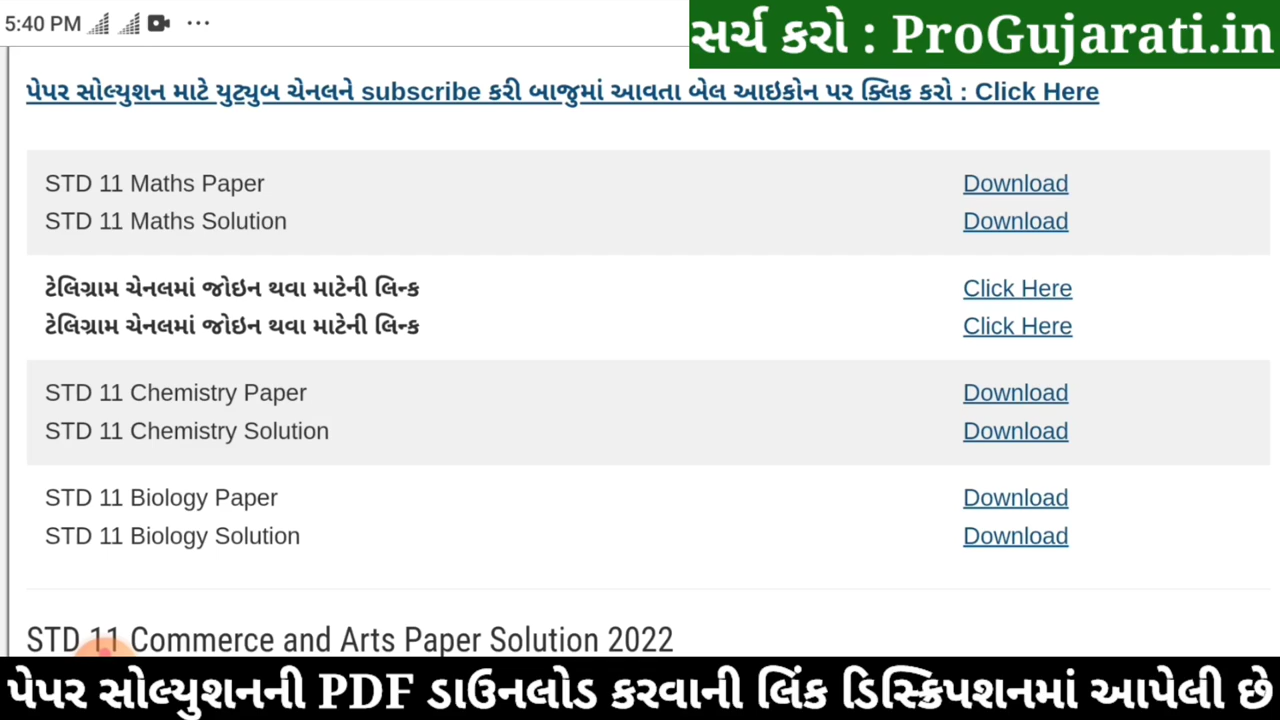 5:40 PM
સર્ચ કરો : ProGujarati.in
પેપર સોલ્યુશન માટે યુટ્યુબ ચેનલને subscribe કરી બાજુમાં આવતા બેલ આઇકોન પર ક્લિક કરો : Click Here
STD 11 Maths Paper Download
STD 11 Maths Solution Download
ટેલિગ્રામ ચેનલમાં જોઇન થવા માટેની લિન્ક Click Here
ટેલિગ્રામ ચેનલમાં જોઇન થવા માટેની લિન્ક Click Here
STD 11 Chemistry Paper Download
STD 11 Chemistry Solution Download
STD 11 Biology Paper Download
STD 11 Biology Solution Download
STD 11 Commerce and Arts Paper Solution 2022
પેપર સોલ્યુશનની PDF ડાઉનલોડ કરવાની લિંક ડિસ્ક્રિપશનમાં આપેલી છે